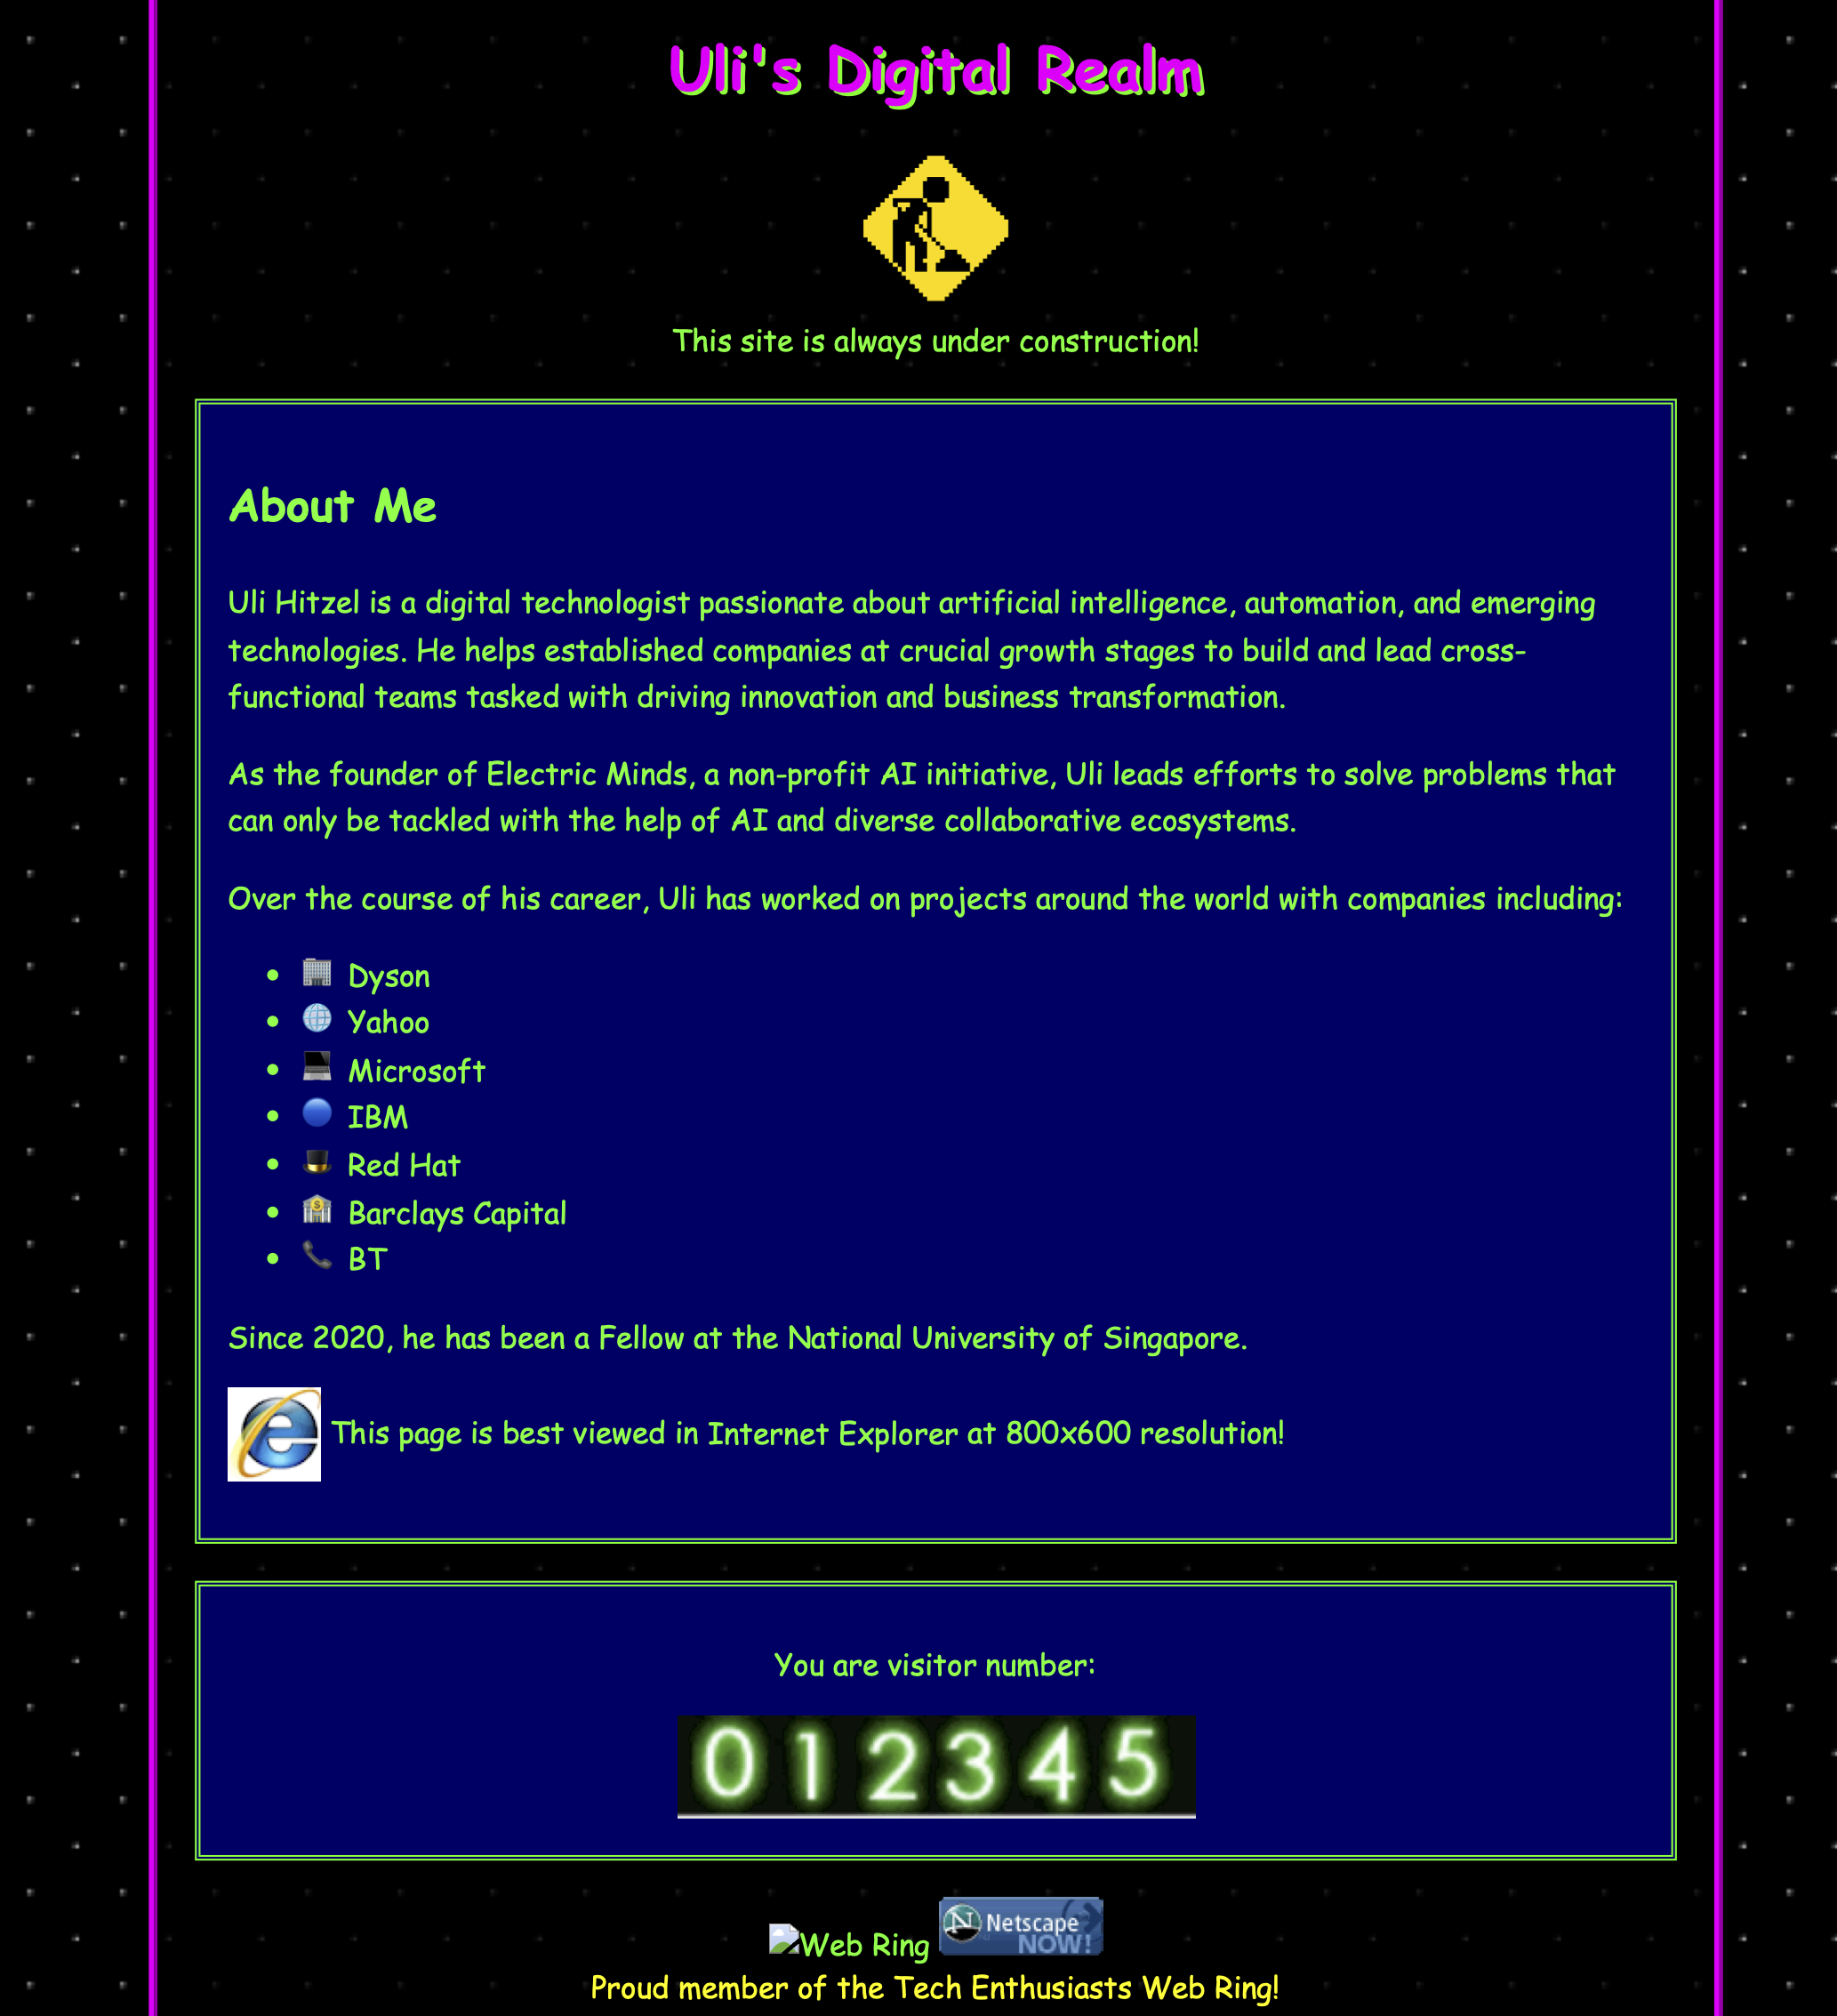 Uli's Digital Realm
This site is always under construction!
About Me
Uli Hitzel is a digital technologist passionate about artificial intelligence, automation, and emerging
technologies. He helps established companies at crucial growth stages to build and lead cross-
functional teams tasked with driving innovation and business transformation.
As the founder of Electric Minds, a non-profit AI initiative, Uli leads efforts to solve problems that
can only be tackled with the help of AI and diverse collaborative ecosystems.
Over the course of his career, Uli has worked on projects around the world with companies including:
• 🏢 Dyson
• 🌐 Yahoo
• 💻 Microsoft
• 🔵 IBM
• 🎩 Red Hat
• 🏦 Barclays Capital
• 📞 BT
Since 2020, he has been a Fellow at the National University of Singapore.
This page is best viewed in Internet Explorer at 800x600 resolution!
You are visitor number:
012345
Web Ring N Netscape NOW!
Proud member of the Tech Enthusiasts Web Ring!